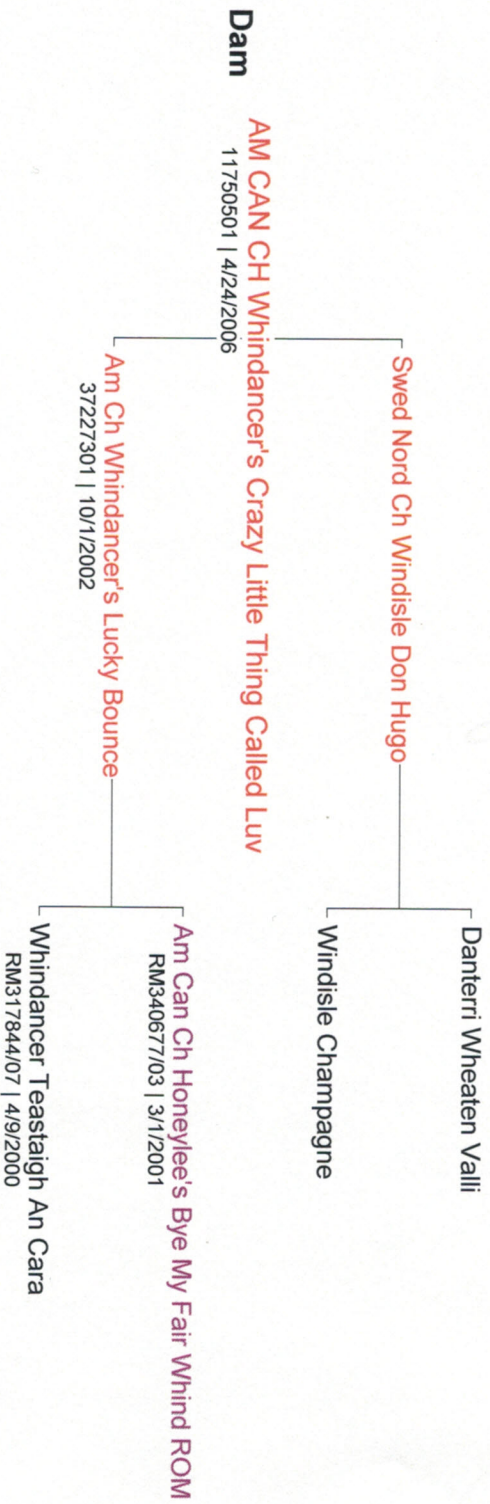 Dam
AM CAN CH Whindancer's Crazy Little Thing Called Luv
11750501 | 4/24/2006
Swed Nord Ch Windisle Don Hugo
Danterri Wheaten Valli
Windisle Champagne
Am Ch Whindancer's Lucky Bounce
37227301 | 10/1/2002
Am Can Ch Honeylee's Bye My Fair Whind ROM
RM340677/03 | 3/1/2001
Whindancer Teastaigh An Cara
RM317844/07 | 4/9/2000